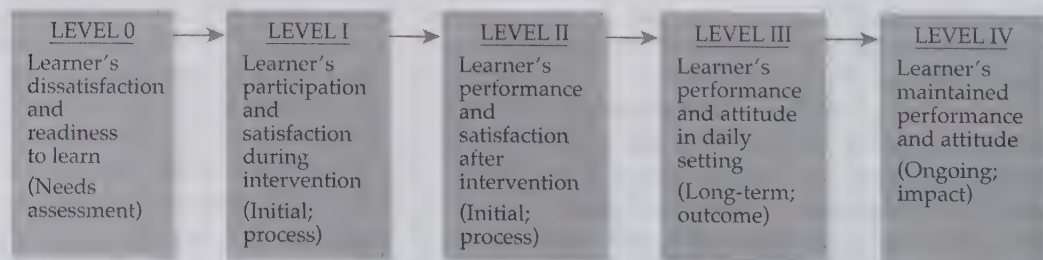 LEVEL 0
Learner's
dissatisfaction
and
readiness
to learn
(Needs
assessment)
LEVEL I
Learner's
participation
and
satisfaction
during
intervention
(Initial;
process)
LEVEL II
Learner's
performance
and
satisfaction
after
intervention
(Initial;
process)
LEVEL III
Learner's
performance
and attitude
in daily
setting
(Long-term;
outcome)
LEVEL IV
Learner's
maintained
performance
and attitude
(Ongoing;
impact)